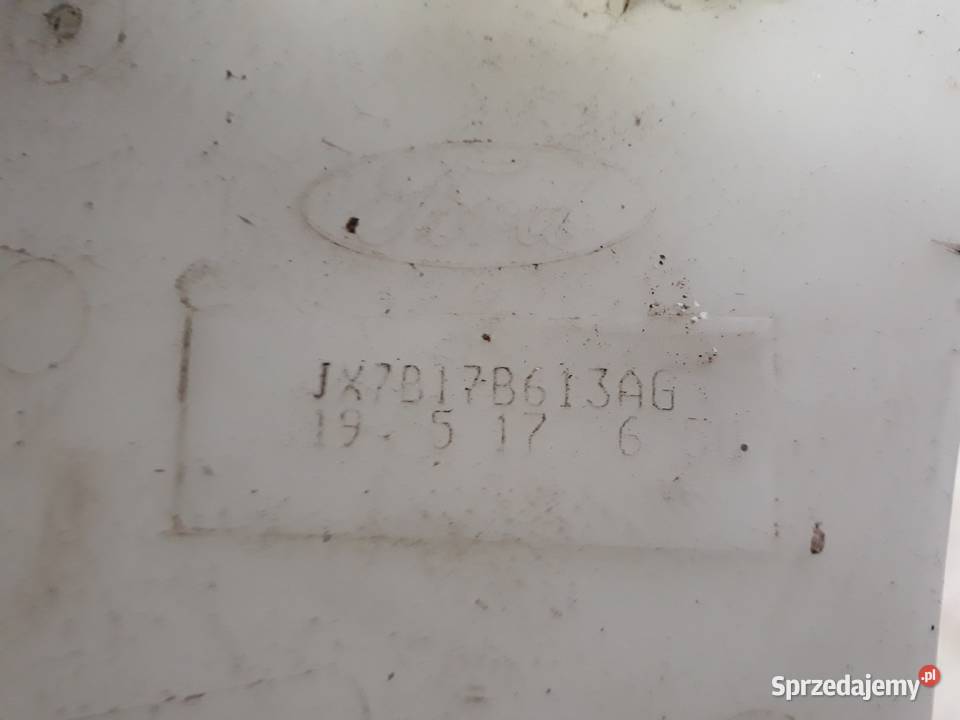 Ford
JX7B17B613AG
19. 5 17 6
Sprzedajemy.pl